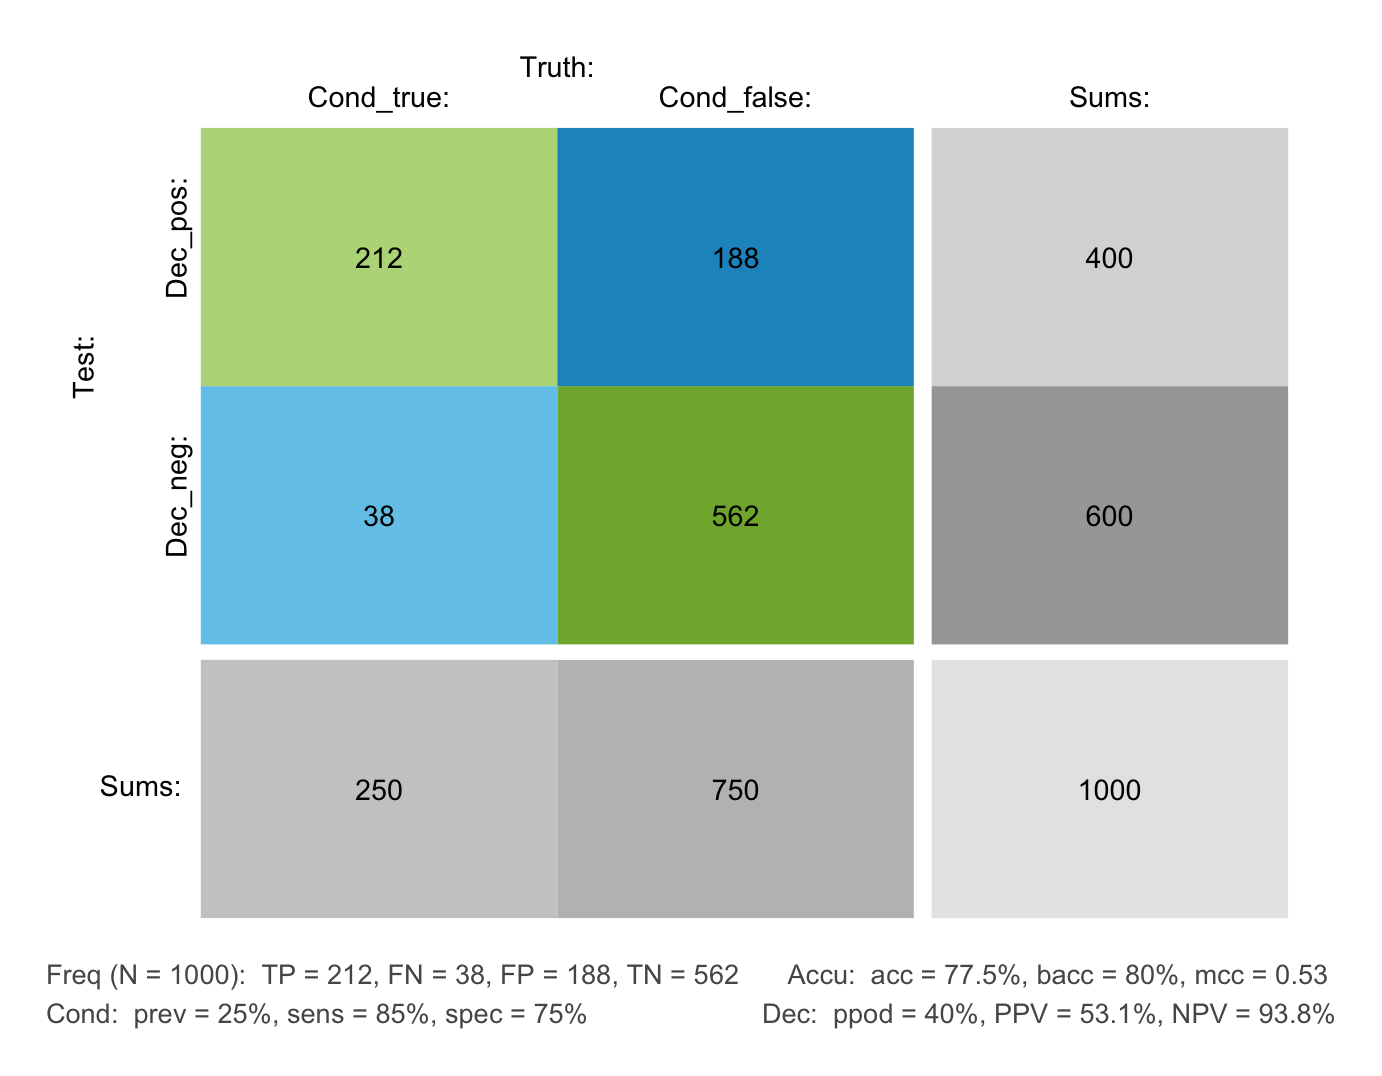 Truth:
Cond_true: Cond_false: Sums:
Test:
Dec_pos: 212 188 400
Dec_neg: 38 562 600
Sums: 250 750 1000
Freq (N = 1000):  TP = 212, FN = 38, FP = 188, TN = 562 Accu:  acc = 77.5%, bacc = 80%, mcc = 0.53
Cond:  prev = 25%, sens = 85%, spec = 75% Dec:  ppod = 40%, PPV = 53.1%, NPV = 93.8%